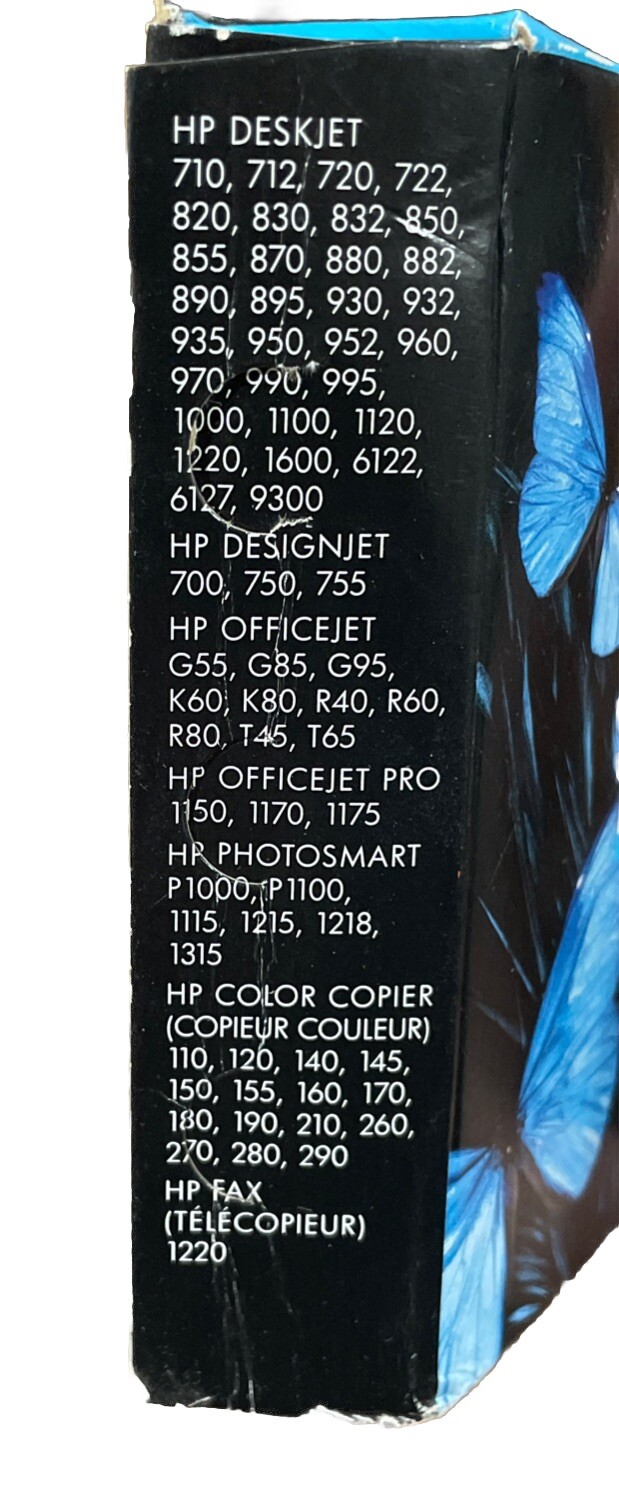 HP DESKJET
710, 712, 720, 722,
820, 830, 832, 850,
855, 870, 880, 882,
890, 895, 930, 932,
935, 950, 952, 960,
970, 990, 995,
1000, 1100, 1120,
1220, 1600, 6122,
6127, 9300
HP DESIGNJET
700, 750, 755
HP OFFICEJET
G55, G85, G95,
K60, K80, R40, R60,
R80, T45, T65
HP OFFICEJET PRO
1150, 1170, 1175
HP PHOTOSMART
P1000, P1100,
1115, 1215, 1218,
1315
HP COLOR COPIER
(COPIEUR COULEUR)
110, 120, 140, 145,
150, 155, 160, 170,
180, 190, 210, 260,
270, 280, 290
HP FAX
(TÉLÉCOPIEUR)
1220